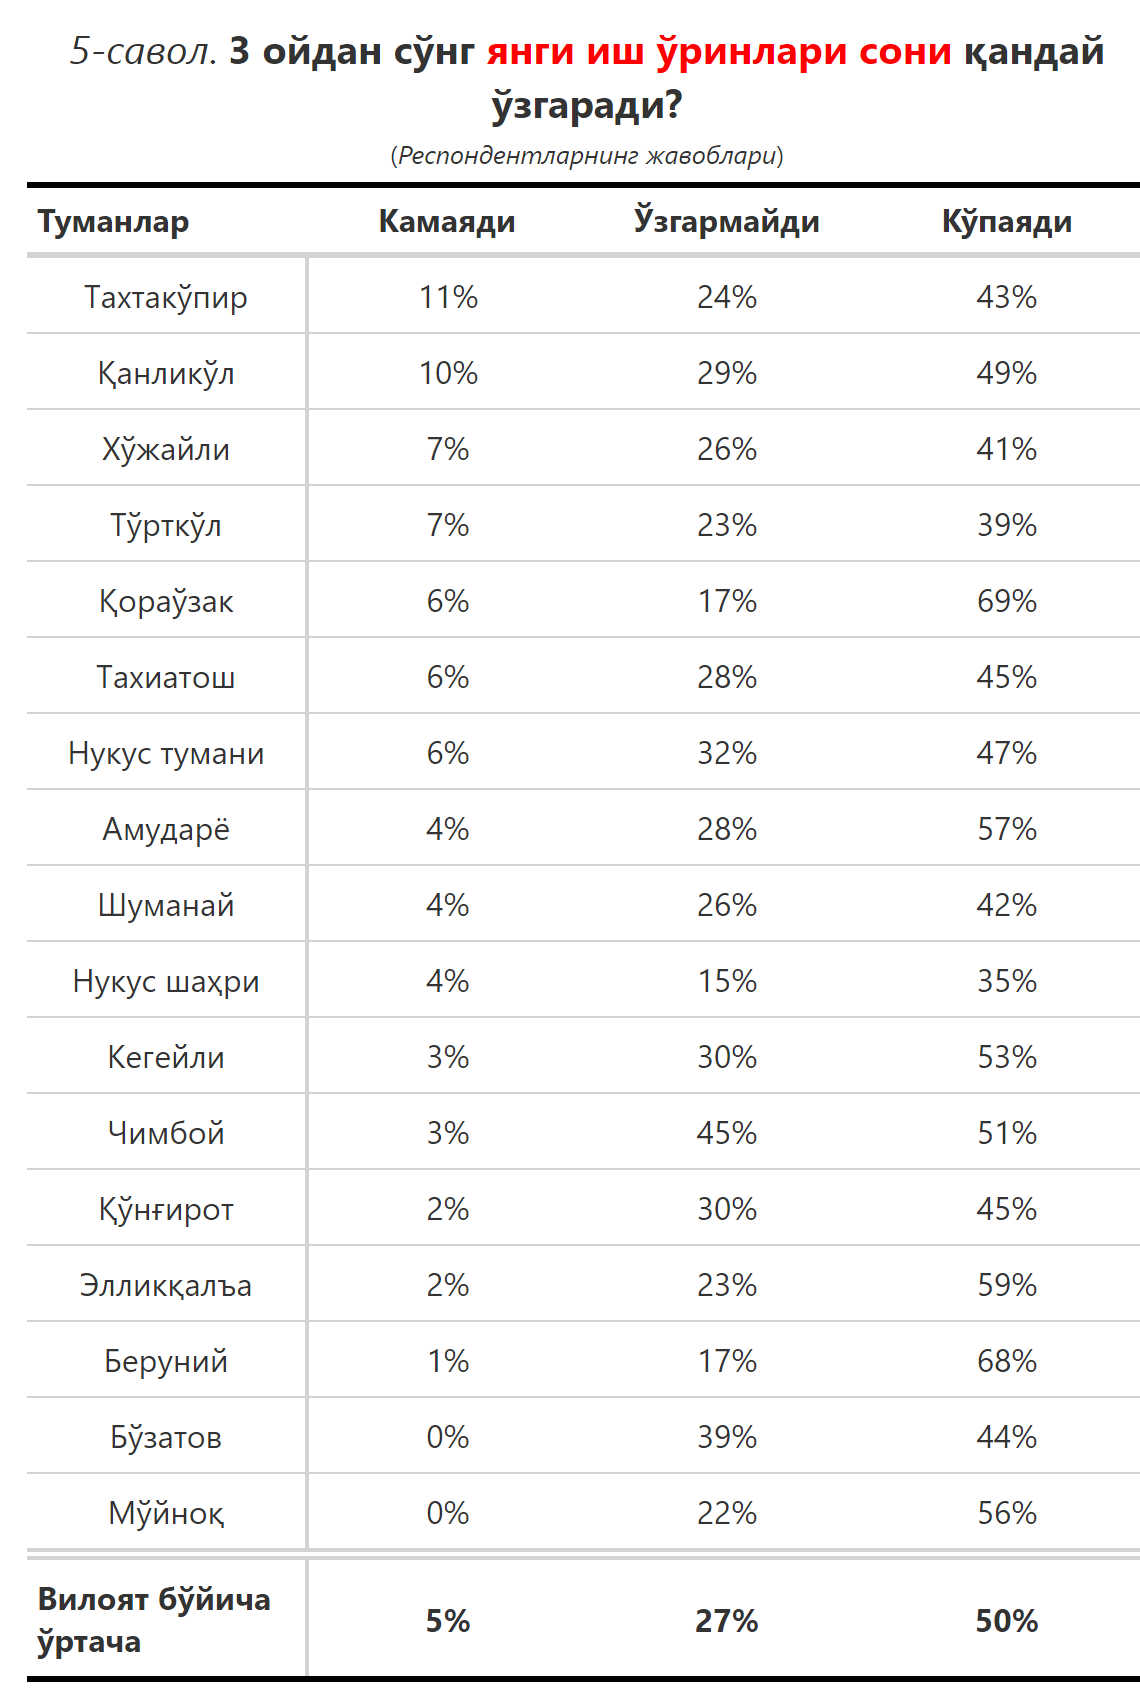 5-савол. 3 ойдан сўнг янги иш ўринлари сони қандай
ўзгаради?
(Респондентларнинг жавоблари)
Туманлар Камаяди Ўзгармайди Кўпаяди
Тахтакўпир 11% 24% 43%
Қанликўл 10% 29% 49%
Хўжайли 7% 26% 41%
Тўрткўл 7% 23% 39%
Қораўзак 6% 17% 69%
Тахиатош 6% 28% 45%
Нукус тумани 6% 32% 47%
Амударё 4% 28% 57%
Шуманай 4% 26% 42%
Нукус шаҳри 4% 15% 35%
Кегейли 3% 30% 53%
Чимбой 3% 45% 51%
Қўнғирот 2% 30% 45%
Элликқалъа 2% 23% 59%
Беруний 1% 17% 68%
Бўзатов 0% 39% 44%
Мўйноқ 0% 22% 56%
Вилоят бўйича
ўртача 5% 27% 50%